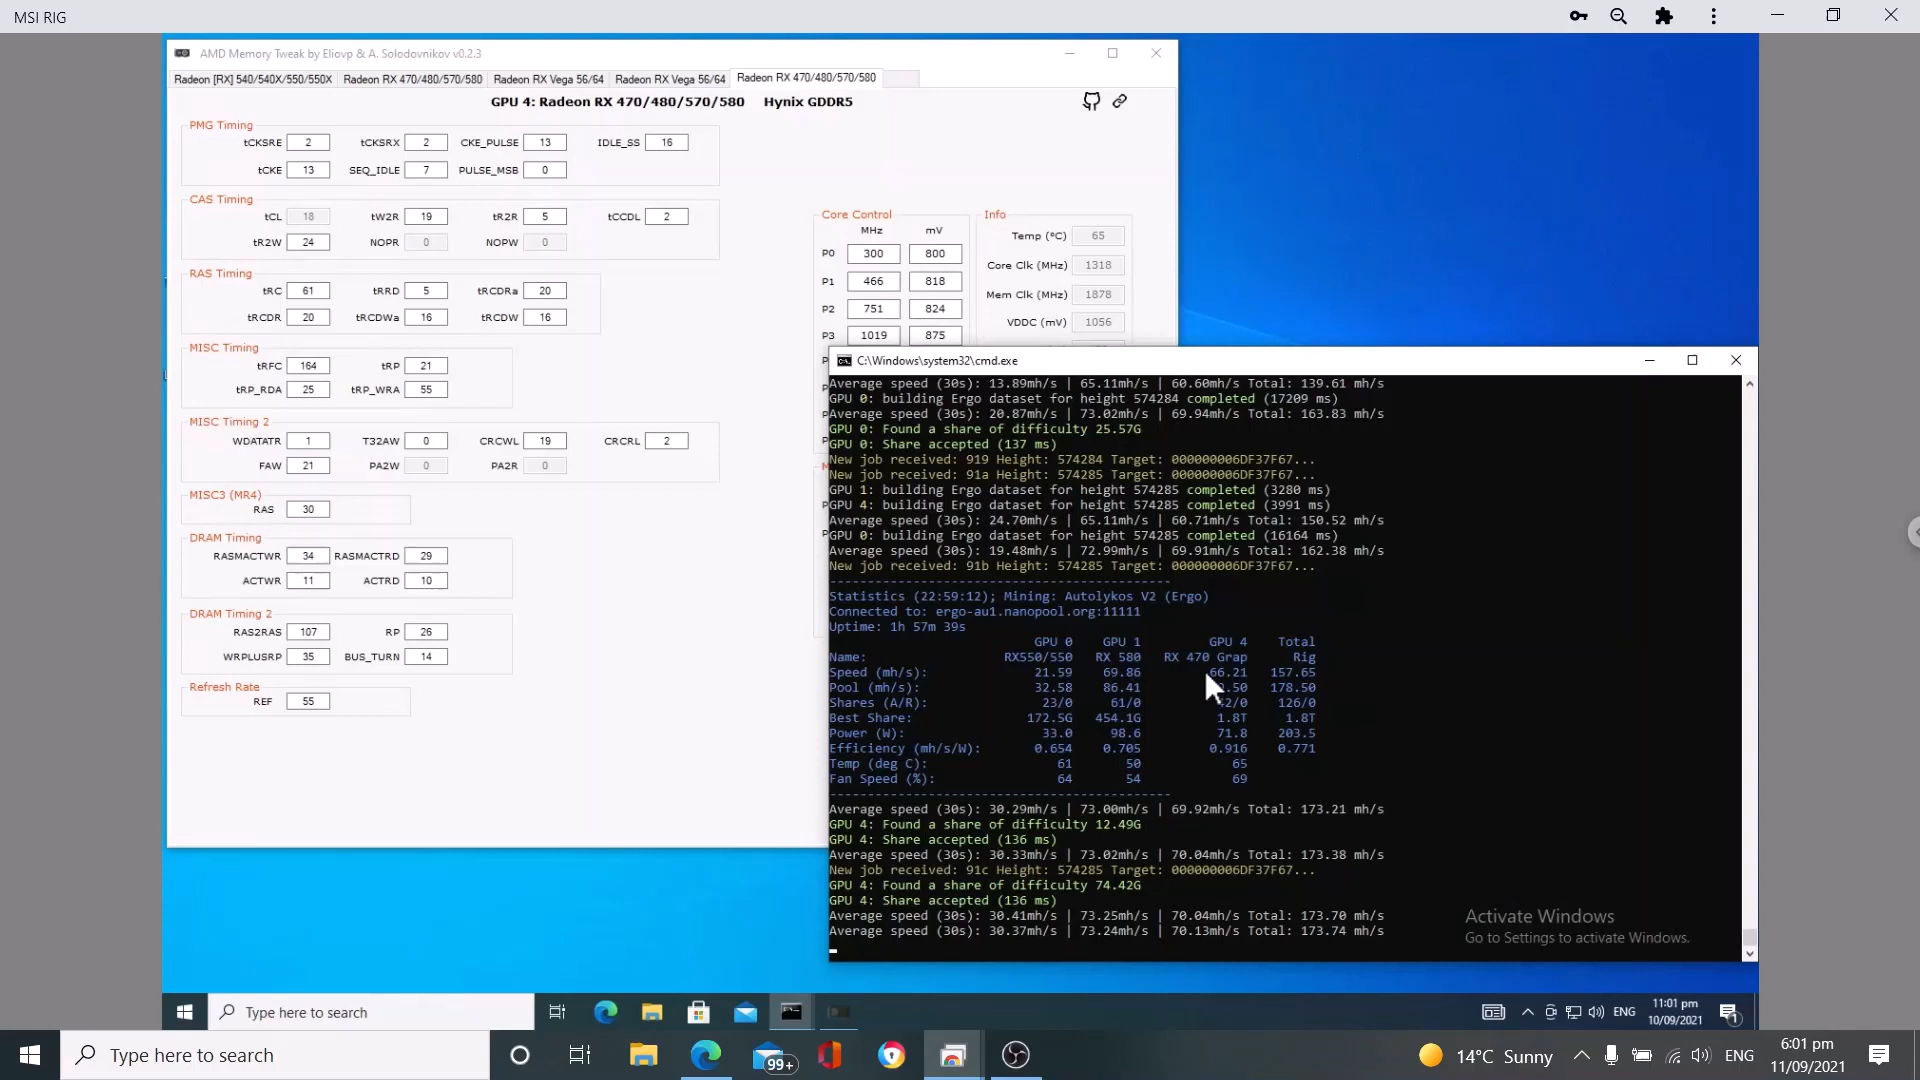 MSI RIG
AMD Memory Tweak by Eliovp & A. Solodovnikov v0.2.3
Radeon [RX] 540/540X/550/550X Radeon RX 470/480/570/580 Radeon RX Vega 56/64 Radeon RX Vega 56/64 Radeon RX 470/480/570/580
GPU 4: Radeon RX 470/480/570/580 Hynix GDDR5
PMG Timing
tCKSRE 2 tCKSRX 2 CKE_PULSE 13 IDLE_SS 16
tCKE 13 SEQ_IDLE 7 PULSE_MSB 0
CAS Timing
tCL 18 tW2R 19 tR2R 5 tCCDL 2
tR2W 24 NOPR 0 NOPW 0
RAS Timing
tRC 61 tRRD 5 tRCDRa 20
tRCDR 20 tRCDWa 16 tRCDW 16
MISC Timing
tRFC 164 tRP 21
tRP_RDA 25 tRP_WRA 55
MISC Timing 2
WDATATR 1 T32AW 0 CRCWL 19 CRCRL 2
FAW 21 PA2W 0 PA2R 0
MISC3 (MR4)
RAS 30
DRAM Timing
RASMACTWR 34 RASMACTRD 29
ACTWR 11 ACTRD 10
DRAM Timing 2
RAS2RAS 107 RP 26
WRPLUSRP 35 BUS_TURN 14
Refresh Rate
REF 55
Core Control
MHz mV
P0 300 800
P1 466 818
P2 751 824
P3 1019 875
Info
Temp (ºC) 65
Core Clk (MHz) 1318
Mem Clk (MHz) 1878
VDDC (mV) 1056
C:\Windows\system32\cmd.exe
Average speed (30s): 13.89mh/s | 65.11mh/s | 60.60mh/s Total: 139.61 mh/s
GPU 0: building Ergo dataset for height 574284 completed (17209 ms)
Average speed (30s): 20.87mh/s | 73.02mh/s | 69.94mh/s Total: 163.83 mh/s
GPU 0: Found a share of difficulty 25.57G
GPU 0: Share accepted (137 ms)
New job received: 919 Height: 574284 Target: 000000006DF37F67...
New job received: 91a Height: 574285 Target: 000000006DF37F67...
GPU 1: building Ergo dataset for height 574285 completed (3280 ms)
GPU 4: building Ergo dataset for height 574285 completed (3991 ms)
Average speed (30s): 24.70mh/s | 65.11mh/s | 60.71mh/s Total: 150.52 mh/s
GPU 0: building Ergo dataset for height 574285 completed (16164 ms)
Average speed (30s): 19.48mh/s | 72.99mh/s | 69.91mh/s Total: 162.38 mh/s
New job received: 91b Height: 574285 Target: 000000006DF37F67...
Statistics (22:59:12); Mining: Autolykos V2 (Ergo)
Connected to: ergo-au1.nanopool.org:11111
Uptime: 1h 57m 39s
GPU 0 GPU 1 GPU 4 Total
Name: RX550/550 RX 580 RX 470 Grap Rig
Speed (mh/s): 21.59 69.86 66.21 157.65
Pool (mh/s): 32.58 86.41 .50 178.50
Shares (A/R): 23/0 61/0 42/0 126/0
Best Share: 172.5G 454.1G 1.8T 1.8T
Power (W): 33.0 98.6 71.8 203.5
Efficiency (mh/s/W): 0.654 0.705 0.916 0.771
Temp (deg C): 61 50 65
Fan Speed (%): 64 54 69
Average speed (30s): 30.29mh/s | 73.00mh/s | 69.92mh/s Total: 173.21 mh/s
GPU 4: Found a share of difficulty 12.49G
GPU 4: Share accepted (136 ms)
Average speed (30s): 30.33mh/s | 73.02mh/s | 70.04mh/s Total: 173.38 mh/s
New job received: 91c Height: 574285 Target: 000000006DF37F67...
GPU 4: Found a share of difficulty 74.42G
GPU 4: Share accepted (136 ms)
Average speed (30s): 30.41mh/s | 73.25mh/s | 70.04mh/s Total: 173.70 mh/s
Average speed (30s): 30.37mh/s | 73.24mh/s | 70.13mh/s Total: 173.74 mh/s
Activate Windows
Go to Settings to activate Windows.
Type here to search
ENG
11:01 pm
10/09/2021
1
Type here to search
99+
14°C Sunny
ENG
6:01 pm
11/09/2021